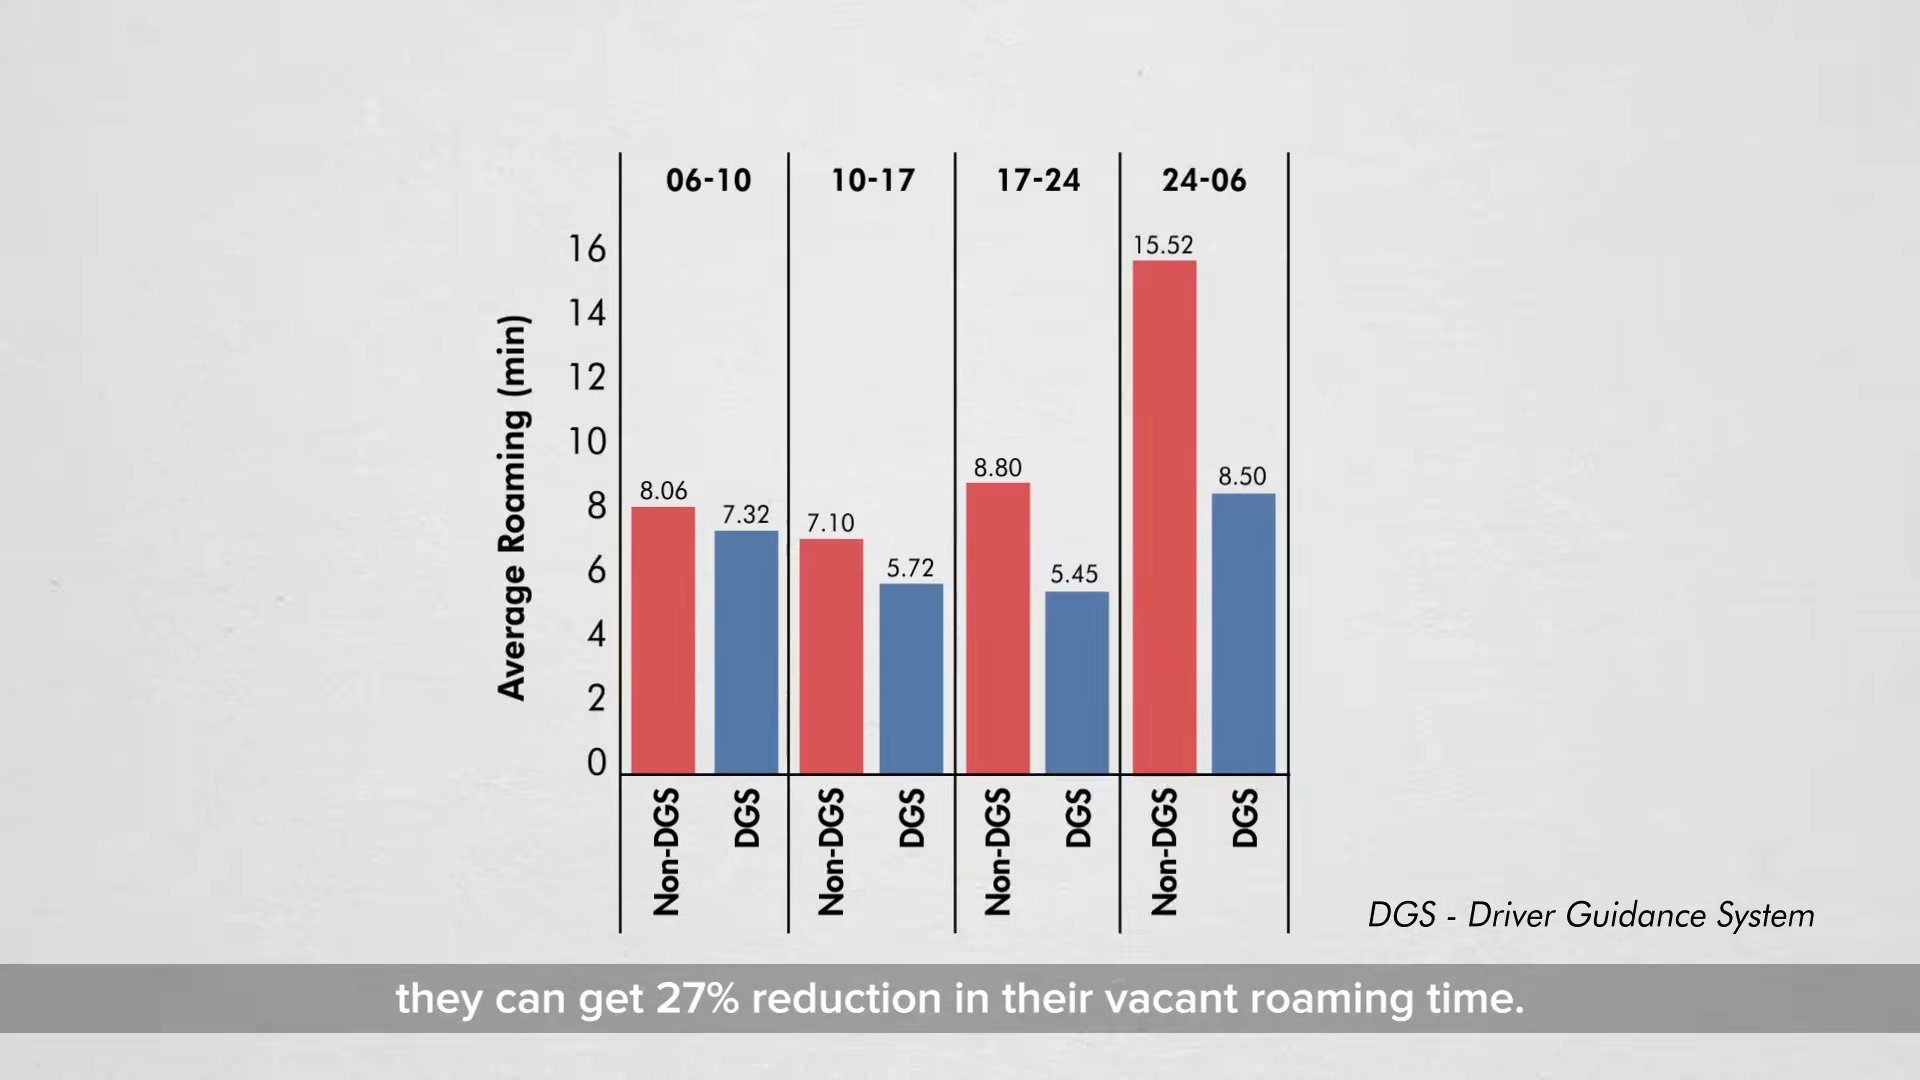 06-10 10-17 17-24 24-06
Average Roaming (min)
16
14
12
10
8
6
4
2
0
8.06
7.32
7.10
5.72
8.80
5.45
15.52
8.50
Non-DGS
DGS
Non-DGS
DGS
Non-DGS
DGS
Non-DGS
DGS
DGS - Driver Guidance System
they can get 27% reduction in their vacant roaming time.